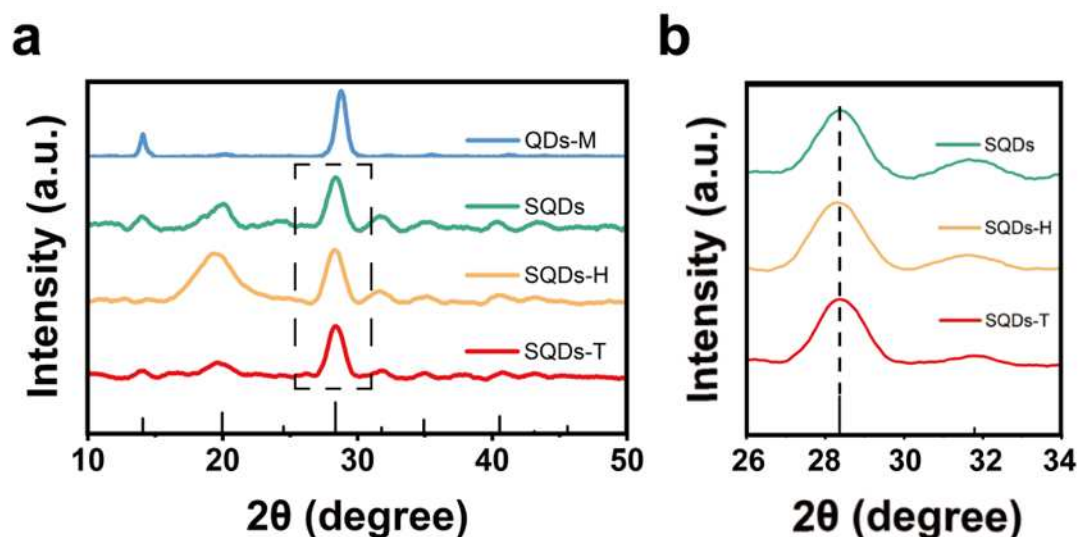 a
Intensity (a.u.)
QDs-M
SQDs
SQDs-H
SQDs-T
10 20 30 40 50
2θ (degree)
b
Intensity (a.u.)
SQDs
SQDs-H
SQDs-T
26 28 30 32 34
2θ (degree)